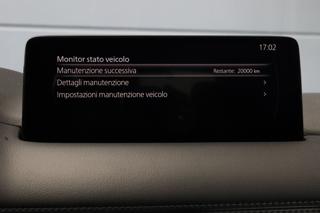 17:02
Monitor stato veicolo
Manutenzione successiva Restante: 20000 km
Dettagli manutenzione
Impostazioni manutenzione veicolo